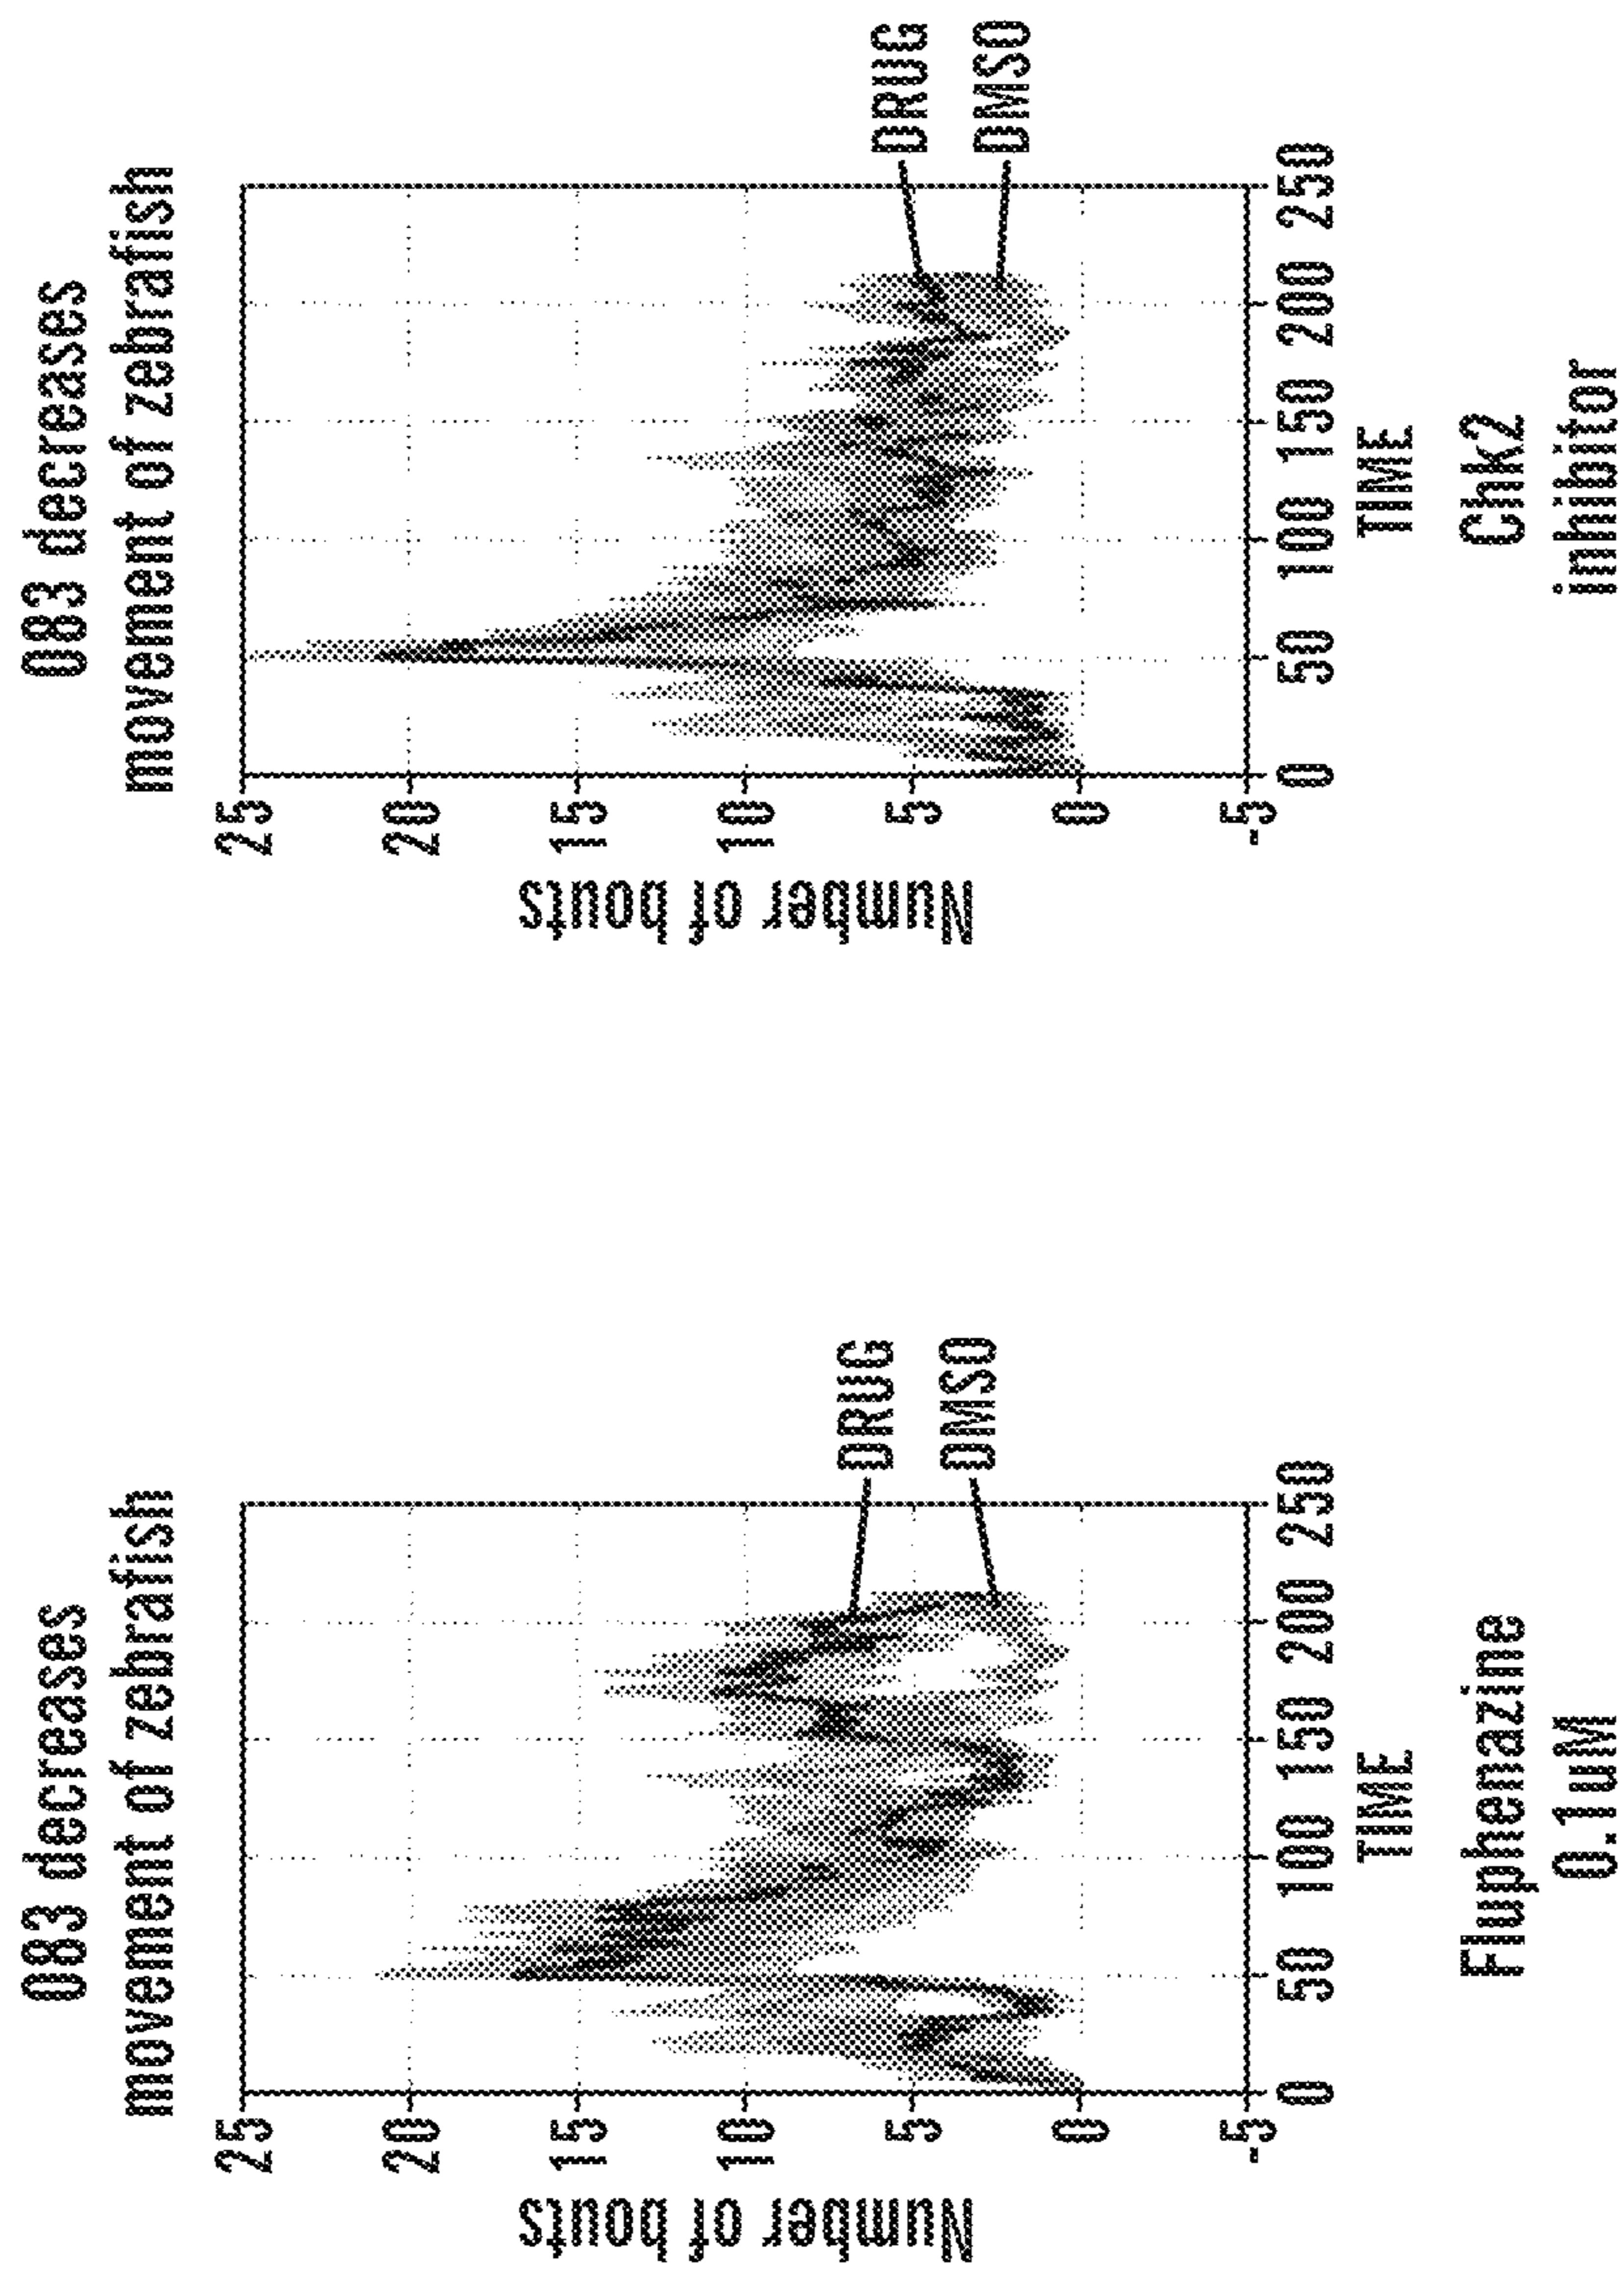 083 decreases
movement of zebrafish
Number of bouts
25
20
15
10
5
0
-5
0 50 100 150 200 250
TIME
DRUG
DMSO
Fluphenazine
0.1uM
083 decreases
movement of zebrafish
Number of bouts
25
20
15
10
5
0
-5
0 50 100 150 200 250
TIME
DRUG
DMSO
Chk2
inhibitor